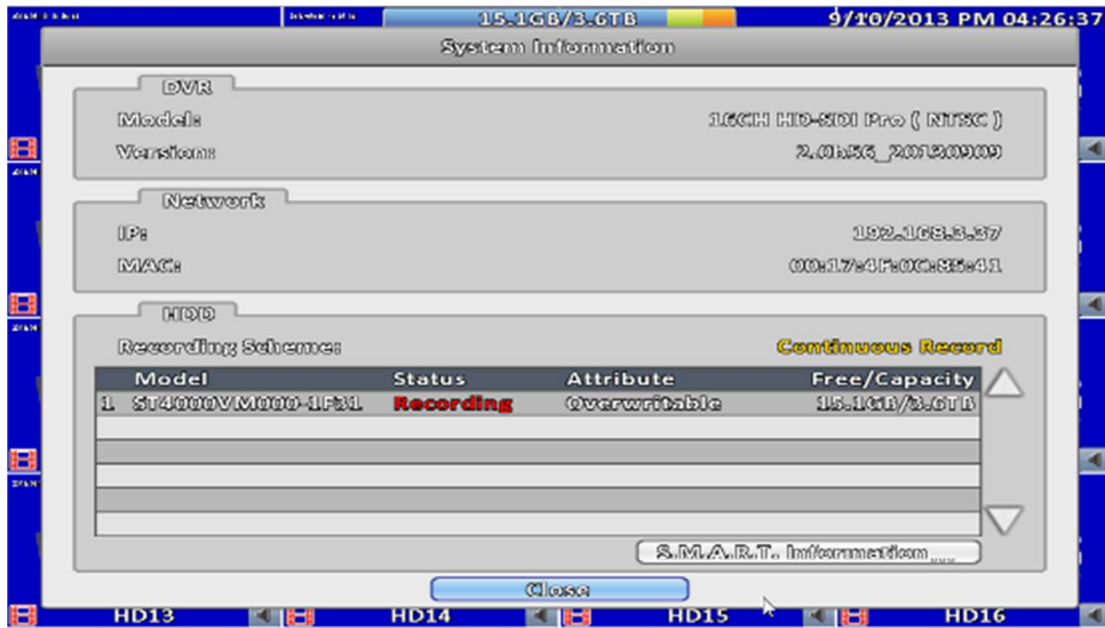 15.1GB/3.6TB
9/10/2013 PM 04:26:37
System Information
DVR
Model: 16CH HD-SDI Pro ( NTSC )
Version: 2.0b56_20130909
Network
IP: 192.168.3.37
MAC: 00:17:4F:0C:85:41
HDD
Recording Scheme: Continuous Record
Model Status Attribute Free/Capacity
1 ST4000VM000-1F31 Recording Overwritable 15.1GB/3.6TB
S.M.A.R.T. Information...
Close
HD13 HD14 HD15 HD16